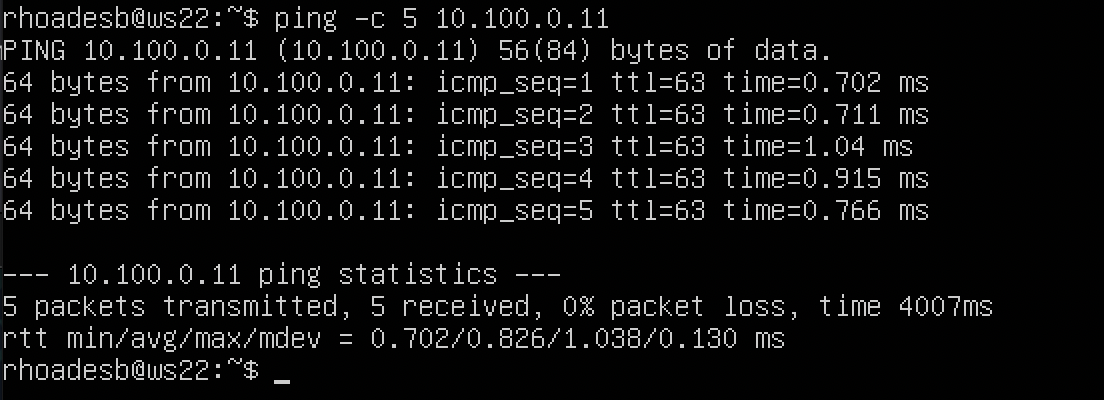 rhoadesb@ws22:~$ ping -c 5 10.100.0.11
PING 10.100.0.11 (10.100.0.11) 56(84) bytes of data.
64 bytes from 10.100.0.11: icmp_seq=1 ttl=63 time=0.702 ms
64 bytes from 10.100.0.11: icmp_seq=2 ttl=63 time=0.711 ms
64 bytes from 10.100.0.11: icmp_seq=3 ttl=63 time=1.04 ms
64 bytes from 10.100.0.11: icmp_seq=4 ttl=63 time=0.915 ms
64 bytes from 10.100.0.11: icmp_seq=5 ttl=63 time=0.766 ms
--- 10.100.0.11 ping statistics ---
5 packets transmitted, 5 received, 0% packet loss, time 4007ms
rtt min/avg/max/mdev = 0.702/0.826/1.038/0.130 ms
rhoadesb@ws22:~$ _